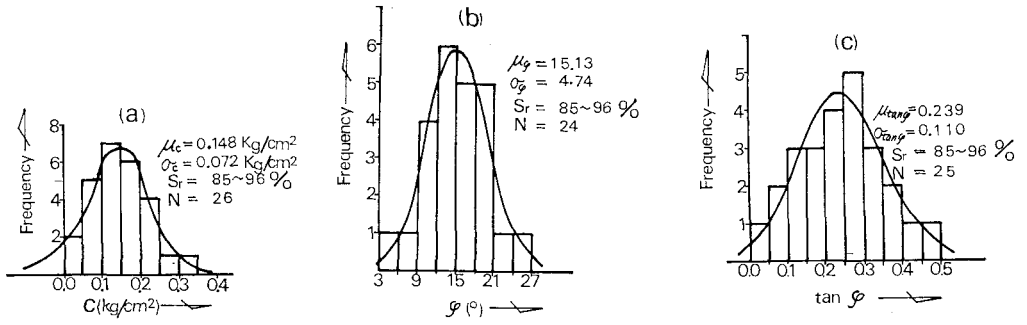 (a)
Frequency
8
6
4
2
μc = 0.148 Kg/cm2
σc = 0.072 Kg/cm2
Sr = 85~96 %
N = 26
0.0 0.1 0.2 0.3 0.4
C(kg/cm2)
(b)
Frequency
6
5
4
3
2
1
μφ = 15.13
σφ = 4.74
Sr = 85~96 %
N = 24
3 9 15 21 27
φ (°)
(c)
Frequency
5
4
3
2
1
μtanφ = 0.239
σtanφ = 0.110
Sr = 85~96 %
N = 25
0.0 0.1 0.2 0.3 0.4 0.5
tan φ